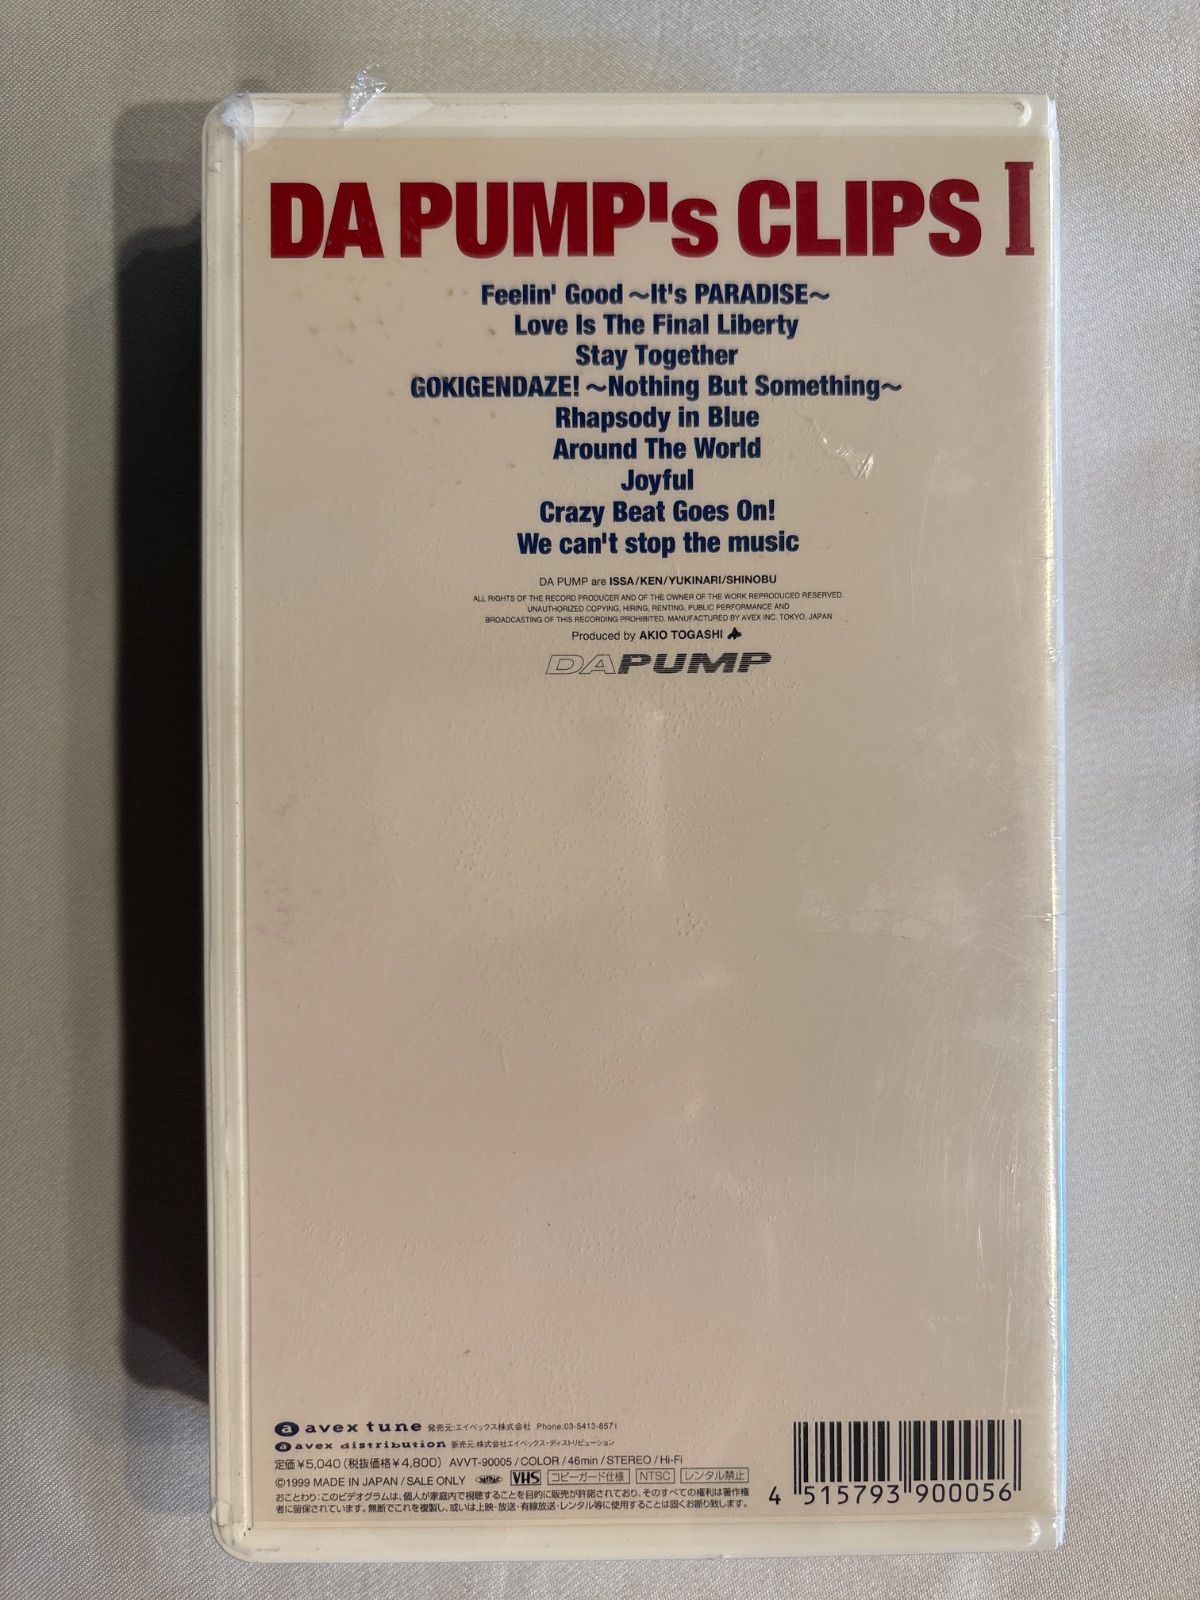 DA PUMP's CLIPS I
Feelin' Good ～It's PARADISE～
Love Is The Final Liberty
Stay Together
GOKIGENDAZE! ～Nothing But Something～
Rhapsody in Blue
Around The World
Joyful
Crazy Beat Goes On!
We can't stop the music
DA PUMP are ISSA/KEN/YUKINARI/SHINOBU
ALL RIGHTS OF THE RECORD PRODUCER AND OF THE OWNER OF THE WORK REPRODUCED RESERVED.
UNAUTHORIZED COPYING, HIRING, RENTING, PUBLIC PERFORMANCE AND
BROADCASTING OF THIS RECORDING PROHIBITED. MANUFACTURED BY AVEX INC. TOKYO, JAPAN
Produced by AKIO TOGASHI
DA PUMP
a avex tune 発売元:エイベックス株式会社 Phone:03-5413-8571
a avex distribution 販売元:株式会社エイベックス・ディストリビューション
定価¥5,040(税抜価格¥4,800) AVVT-90005/COLOR/46min/STEREO/Hi-Fi
©1999 MADE IN JAPAN/SALE ONLY VHS コピーガード仕様 NTSC レンタル禁止
おことわり:このビデオグラムは、個人が家庭内で視聴することを目的に販売が許諾されており、そのすべての権利は著作権
者に留保されています。無断でこれを複製し、或いは上映・放送・有線放送・レンタル等に使用することは固くお断り致します。
4 515793 900056